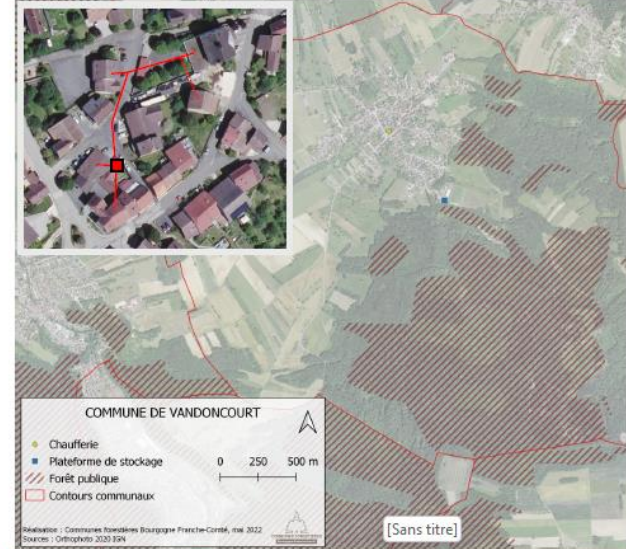 COMMUNE DE VANDONCOURT
Chaufferie
Plateforme de stockage
Forêt publique
Contours communaux
0 250 500 m
Réalisation : Communes forestières Bourgogne Franche-Comté, mai 2022
Sources : Orthophoto 2020 IGN
[Sans titre]